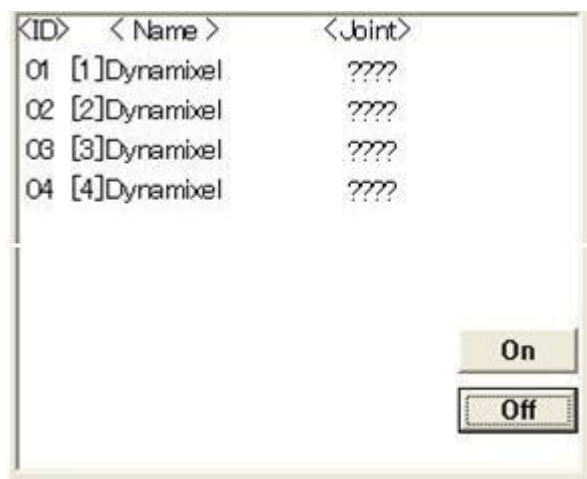 <ID> < Name > <Joint>
01 [1]Dynamixel ????
02 [2]Dynamixel ????
03 [3]Dynamixel ????
04 [4]Dynamixel ????
On
Off